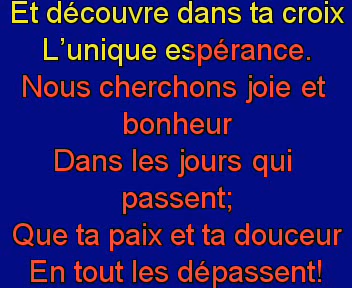 Et découvre dans ta croix
L’unique espérance.
Nous cherchons joie et
bonheur
Dans les jours qui
passent;
Que ta paix et ta douceur
En tout les dépassent!